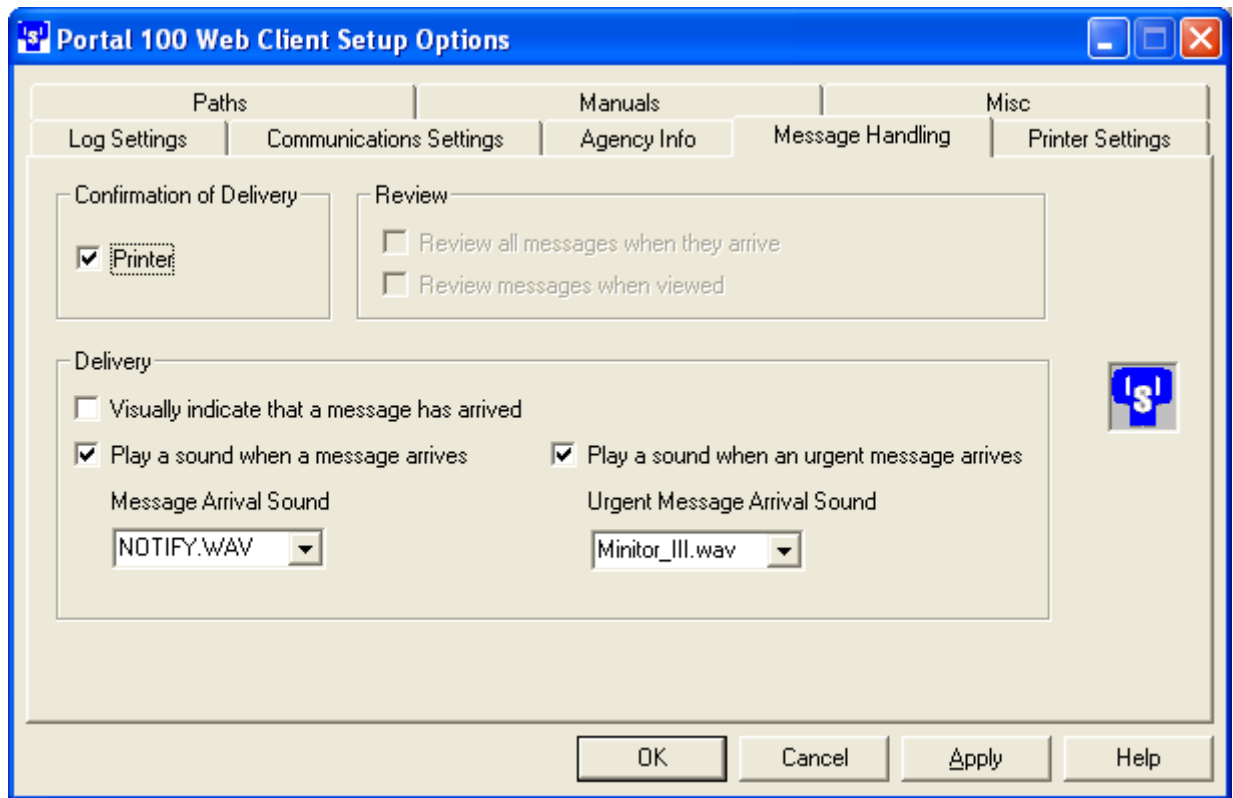 'S' Portal 100 Web Client Setup Options
Paths Manuals Misc
Log Settings Communications Settings Agency Info Message Handling Printer Settings
Confirmation of Delivery Review
Printer
Review all messages when they arrive
Review messages when viewed
Delivery
Visually indicate that a message has arrived
Play a sound when a message arrives Play a sound when an urgent message arrives
Message Arrival Sound Urgent Message Arrival Sound
NOTIFY.WAV Minitor_III.wav
'S'
OK Cancel Apply Help